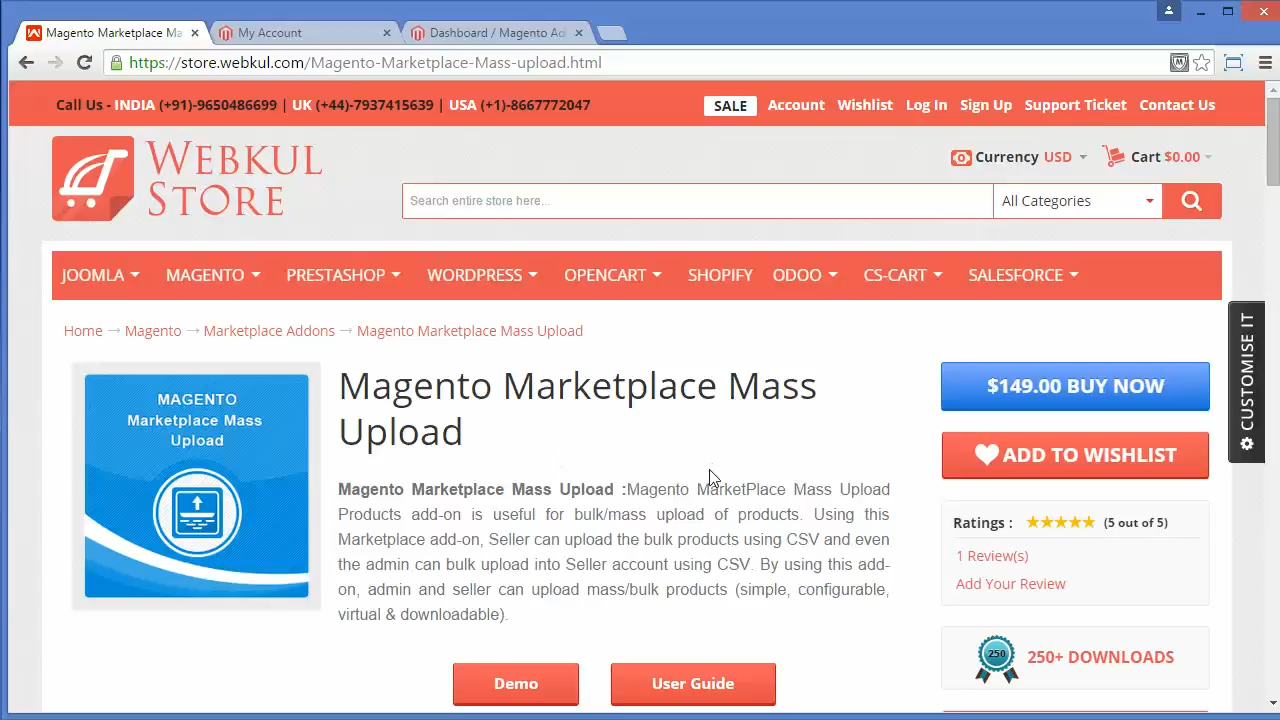 Magento Marketplace Ma
My Account
Dashboard / Magento Ad
https://store.webkul.com/Magento-Marketplace-Mass-upload.html
Call Us - INDIA (+91)-9650486699 | UK (+44)-7937415639 | USA (+1)-8667772047
SALE Account Wishlist Log In Sign Up Support Ticket Contact Us
WEBKUL
STORE
Currency USD
Cart $0.00
Search entire store here...
All Categories
JOOMLA MAGENTO PRESTASHOP WORDPRESS OPENCART SHOPIFY ODOO CS-CART SALESFORCE
Home → Magento → Marketplace Addons → Magento Marketplace Mass Upload
CUSTOMISE IT
MAGENTO
Marketplace Mass
Upload
Magento Marketplace Mass
Upload
Magento Marketplace Mass Upload :Magento MarketPlace Mass Upload
Products add-on is useful for bulk/mass upload of products. Using this
Marketplace add-on, Seller can upload the bulk products using CSV and even
the admin can bulk upload into Seller account using CSV. By using this add-
on, admin and seller can upload mass/bulk products (simple, configurable,
virtual & downloadable).
Demo
User Guide
$149.00 BUY NOW
ADD TO WISHLIST
Ratings : ★★★★★ (5 out of 5)
1 Review(s)
Add Your Review
250
250+ DOWNLOADS